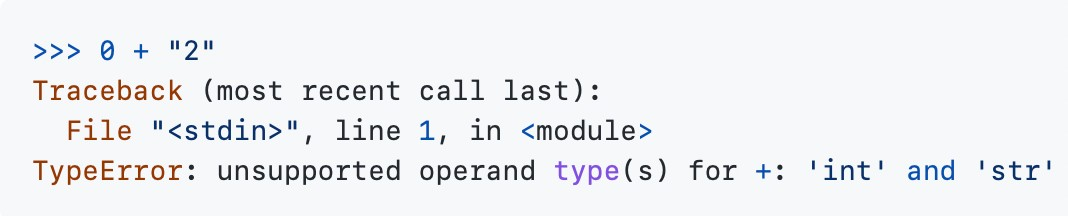 >>> 0 + "2"
Traceback (most recent call last):
  File "<stdin>", line 1, in <module>
TypeError: unsupported operand type(s) for +: 'int' and 'str'